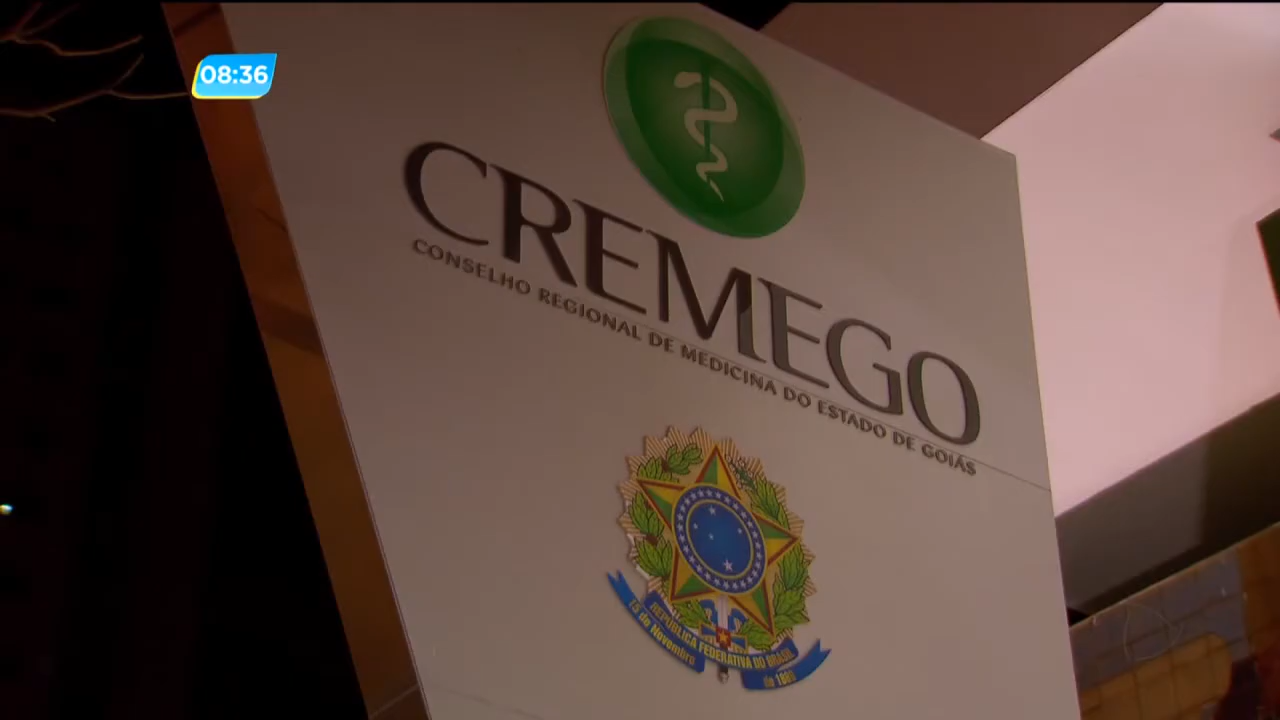 08:36
CREMEGO
CONSELHO REGIONAL DE MEDICINA DO ESTADO DE GOIÁS
REPÚBLICA FEDERATIVA DO BRASIL
15 de Novembro
de 1889